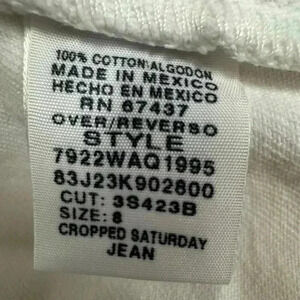 100% COTTON/ALGODON
MADE IN MEXICO
HECHO EN MEXICO
RN 67437
OVER/REVERSO
STYLE
7922WAQ1995
83J23K902800
CUT: 3S423B
SIZE: 8
CROPPED SATURDAY
JEAN